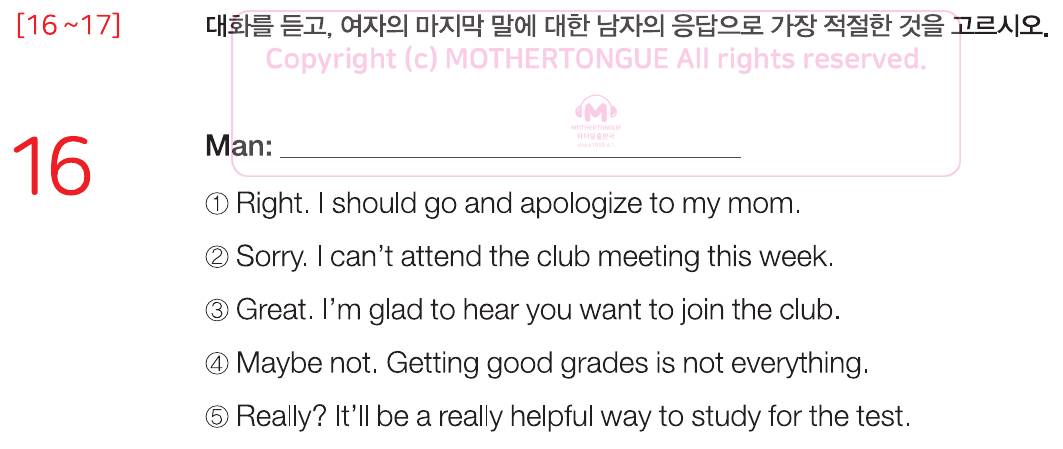 [16~17] 대화를 듣고, 여자의 마지막 말에 대한 남자의 응답으로 가장 적절한 것을 고르시오.
Copyright (c) MOTHERTONGUE All rights reserved.
MOTHERTONGUE
16 Man:
① Right. I should go and apologize to my mom.
② Sorry. I can't attend the club meeting this week.
③ Great. I'm glad to hear you want to join the club.
④ Maybe not. Getting good grades is not everything.
⑤ Really? It'll be a really helpful way to study for the test.